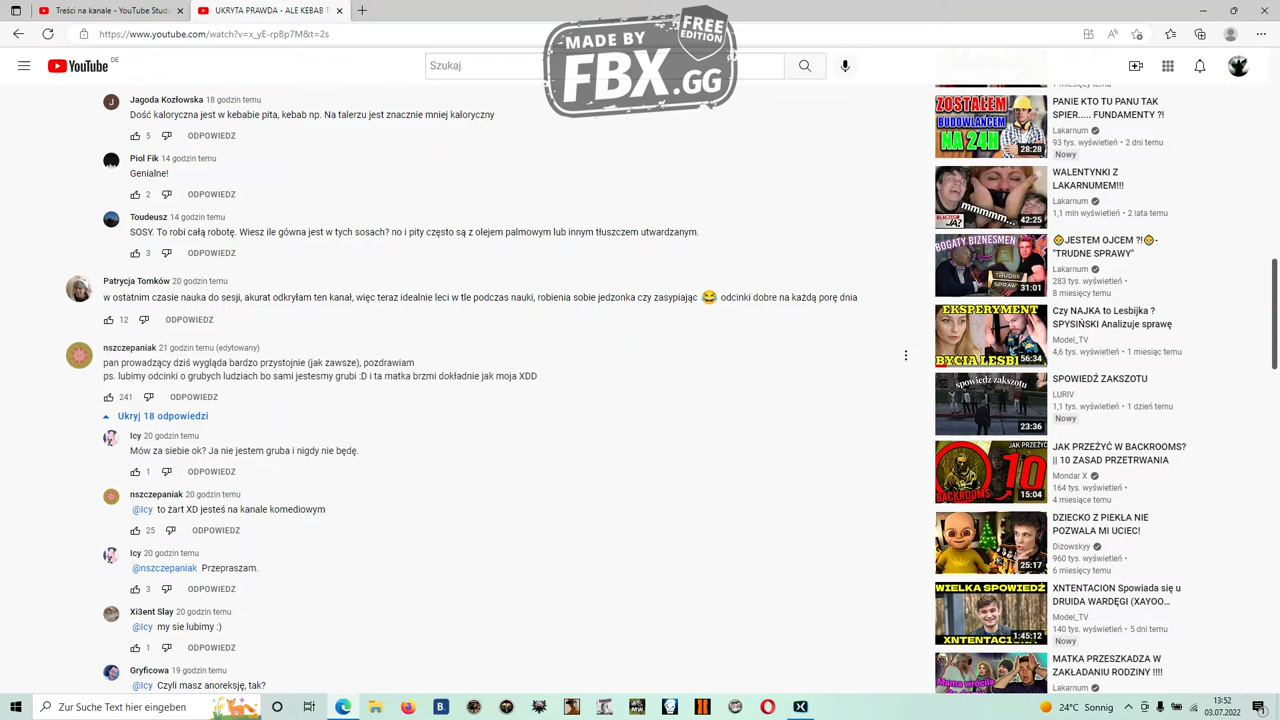 Treści na kanale - YouTube Studi
UKRYTA PRAWDA - ALE KEBAB T
https://www.youtube.com/watch?v=x_yE-rpBp7M&t=2s
MADE BY
FBX.GG
FREE
EDITION
YouTube
DE
Szukaj
Jagoda Kozłowska 18 godzin temu
Dość kaloryczna jest w kebabie pita, kebab np. Na talerzu jest znacznie mniej kaloryczny
5 ODPOWIEDZ
Piol Fik 14 godzin temu
Genialne!
2 ODPOWIEDZ
Toudeusz 14 godzin temu
SOSY. To robi całą robotę. Wiesz ile gówna jest w tych sosach? no i pity często są z olejem palmowym lub innym tłuszczem utwardzanym.
3 ODPOWIEDZ
Patrycja Tomków 20 godzin temu
w ostatnim czasie nauka do sesji, akurat odkryłam ten kanał, więc teraz idealnie leci w tle podczas nauki, robienia sobie jedzonka czy zasypiając 😂 odcinki dobre na każdą porę dnia
12 ODPOWIEDZ
nszczepaniak 21 godzin temu (edytowany)
pan prowadzący dziś wygląda bardzo przystojnie (jak zawsze), pozdrawiam
ps. lubimy odcinki o grubych ludziach bo sami jesteśmy grubi :D i ta matka brzmi dokładnie jak moja XDD
241 ODPOWIEDZ
Ukryj 18 odpowiedzi
Icy 20 godzin temu
Mów za siebie ok? Ja nie jestem gruba i nigdy nie będę.
1 ODPOWIEDZ
nszczepaniak 20 godzin temu
@Icy to żart XD jesteś na kanale komediowym
25 ODPOWIEDZ
Icy 20 godzin temu
@nszczepaniak Przepraszam.
3 ODPOWIEDZ
Xi3ent Slay 20 godzin temu
@Icy my sie lubimy :)
1 ODPOWIEDZ
Gryficowa 19 godzin temu
@Icy Czyli masz anoreksję, tak?
7 miesięcy temu
ZOSTAŁEM
BUDOWLAŃCEM
NA 24H
28:28
PANIE KTO TU PANU TAK
SPIER..... FUNDAMENTY ?!
Lakarnum
93 tys. wyświetleń • 2 dni temu
Nowy
mmmmm...
DLACZEGO
JA?
42:25
WALENTYNKI Z
LAKARNUMEM!!!
Lakarnum
1,1 mln wyświetleń • 2 lata temu
BOGATY BIZNESMEN
TRUDNE
SPRAWY
31:01
👶JESTEM OJCEM ?!👶-
"TRUDNE SPRAWY"
Lakarnum
283 tys. wyświetleń •
8 miesięcy temu
EKSPERYMENT
BYCIA LESBI
56:34
Czy NAJKA to Lesbijka ?
SPYSIŃSKI Analizuje sprawę
Model_TV
4,6 tys. wyświetleń • 1 miesiąc temu
spowiedź zakszotu
23:36
SPOWIEDŹ ZAKSZOTU
LURIV
1,1 tys. wyświetleń • 1 dzień temu
Nowy
JAK PRZEŻYĆ
10
BACKROOMS
15:04
JAK PRZEŻYĆ W BACKROOMS?
|| 10 ZASAD PRZETRWANIA
Mondar X
164 tys. wyświetleń •
4 miesiące temu
25:17
DZIECKO Z PIEKŁA NIE
POZWALA MI UCIEC!
Dizowskyy
960 tys. wyświetleń •
6 miesięcy temu
WIELKA SPOWIEDŹ
XNTENTACION
1:45:12
XNTENTACION Spowiada się u
DRUIDA WARDĘGI (XAYOO...
Model_TV
140 tys. wyświetleń • 5 dni temu
Nowy
Mama wróciła
MATKA PRZESZKADZA W
ZAKŁADANIU RODZINY !!!!
Lakarnum
Zur Suche Text hier eingeben
24°C Sonnig
13:52
03.07.2022